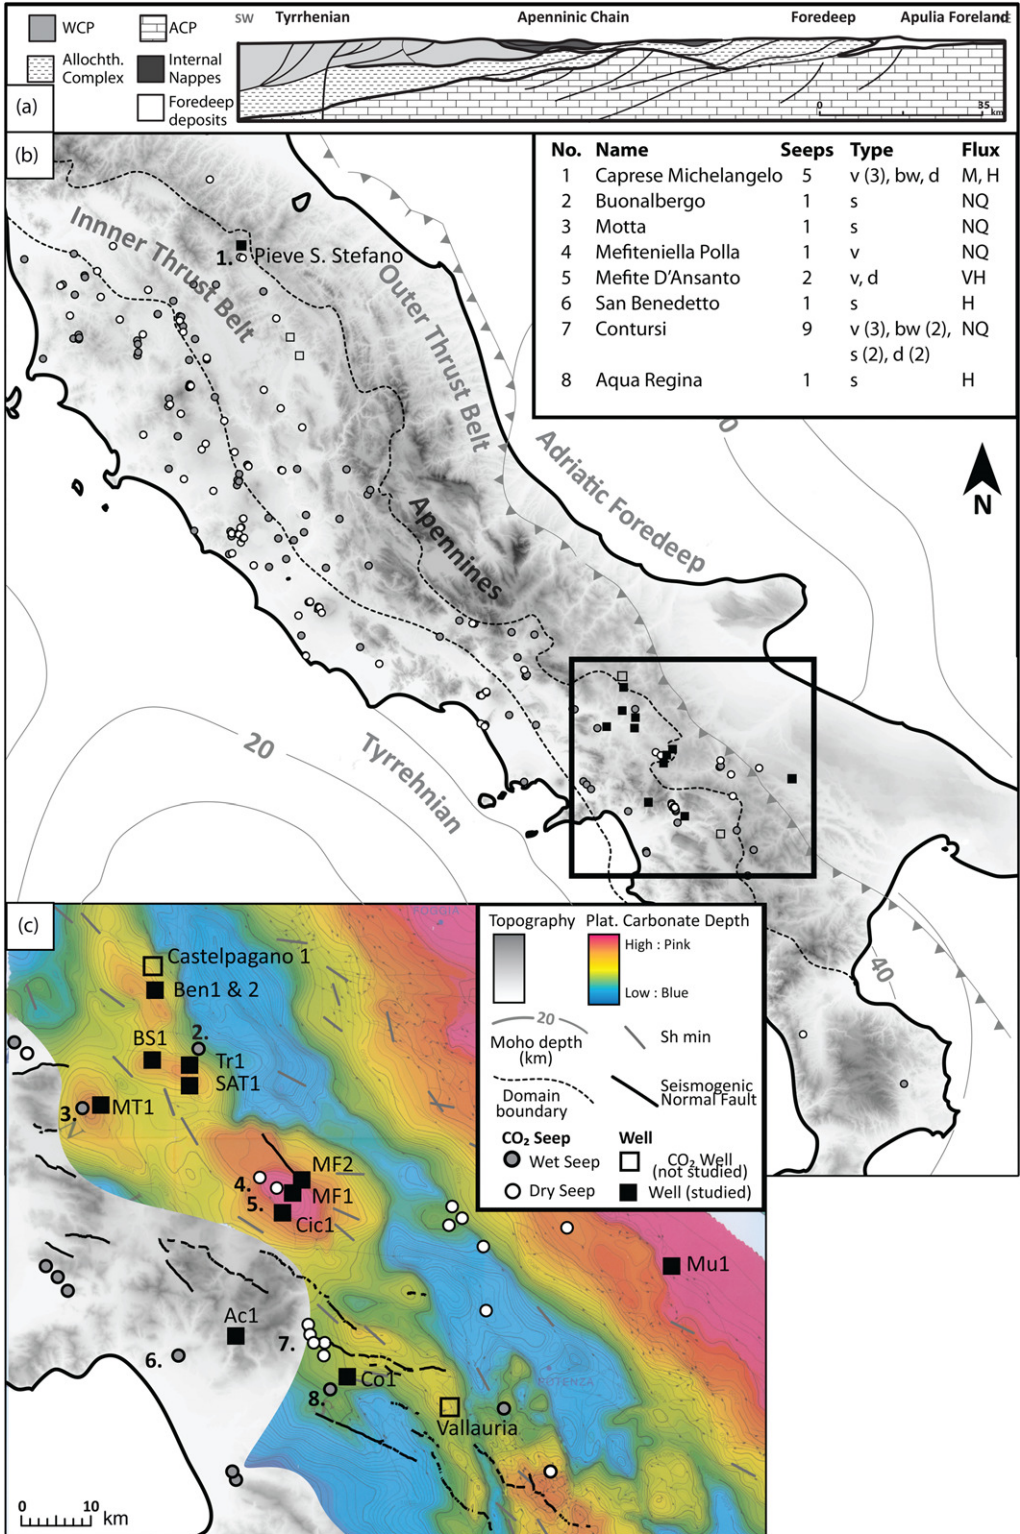 SW Tyrrhenian Apenninic Chain Foredeep Apulia Foreland
WCP ACP
Allochth. Complex
Internal Nappes
Foredeep deposits
0 35 km
(a)
(b)
No. Name Seeps Type Flux
1 Caprese Michelangelo 5 v (3), bw, d M, H
2 Buonalbergo 1 s NQ
3 Motta 1 s NQ
4 Mefiteniella Polla 1 v NQ
5 Mefite D'Ansanto 2 v, d VH
6 San Benedetto 1 s H
7 Contursi 9 v (3), bw (2), NQ
s (2), d (2)
8 Aqua Regina 1 s H
1. Pieve S. Stefano
Innner Thrust Belt
Outer Thrust Belt
Adriatic Foredeep
Apennines
N
20
Tyrrehnian
40
(c)
Castelpagano 1
Ben1 & 2
BS1
2.
Tr1
SAT1
3. MT1
MF2
4.
MF1
5.
Cic1
Mu1
Ac1
7.
6.
Co1
8.
POTENZA
Vallauria
0 10 km
Topography
Plat. Carbonate Depth
High : Pink
Low : Blue
20
Moho depth
(km)
Sh min
Domain
boundary
Seismogenic
Normal Fault
CO₂ Seep
Wet Seep
Dry Seep
Well
CO₂ Well
(not studied)
Well (studied)